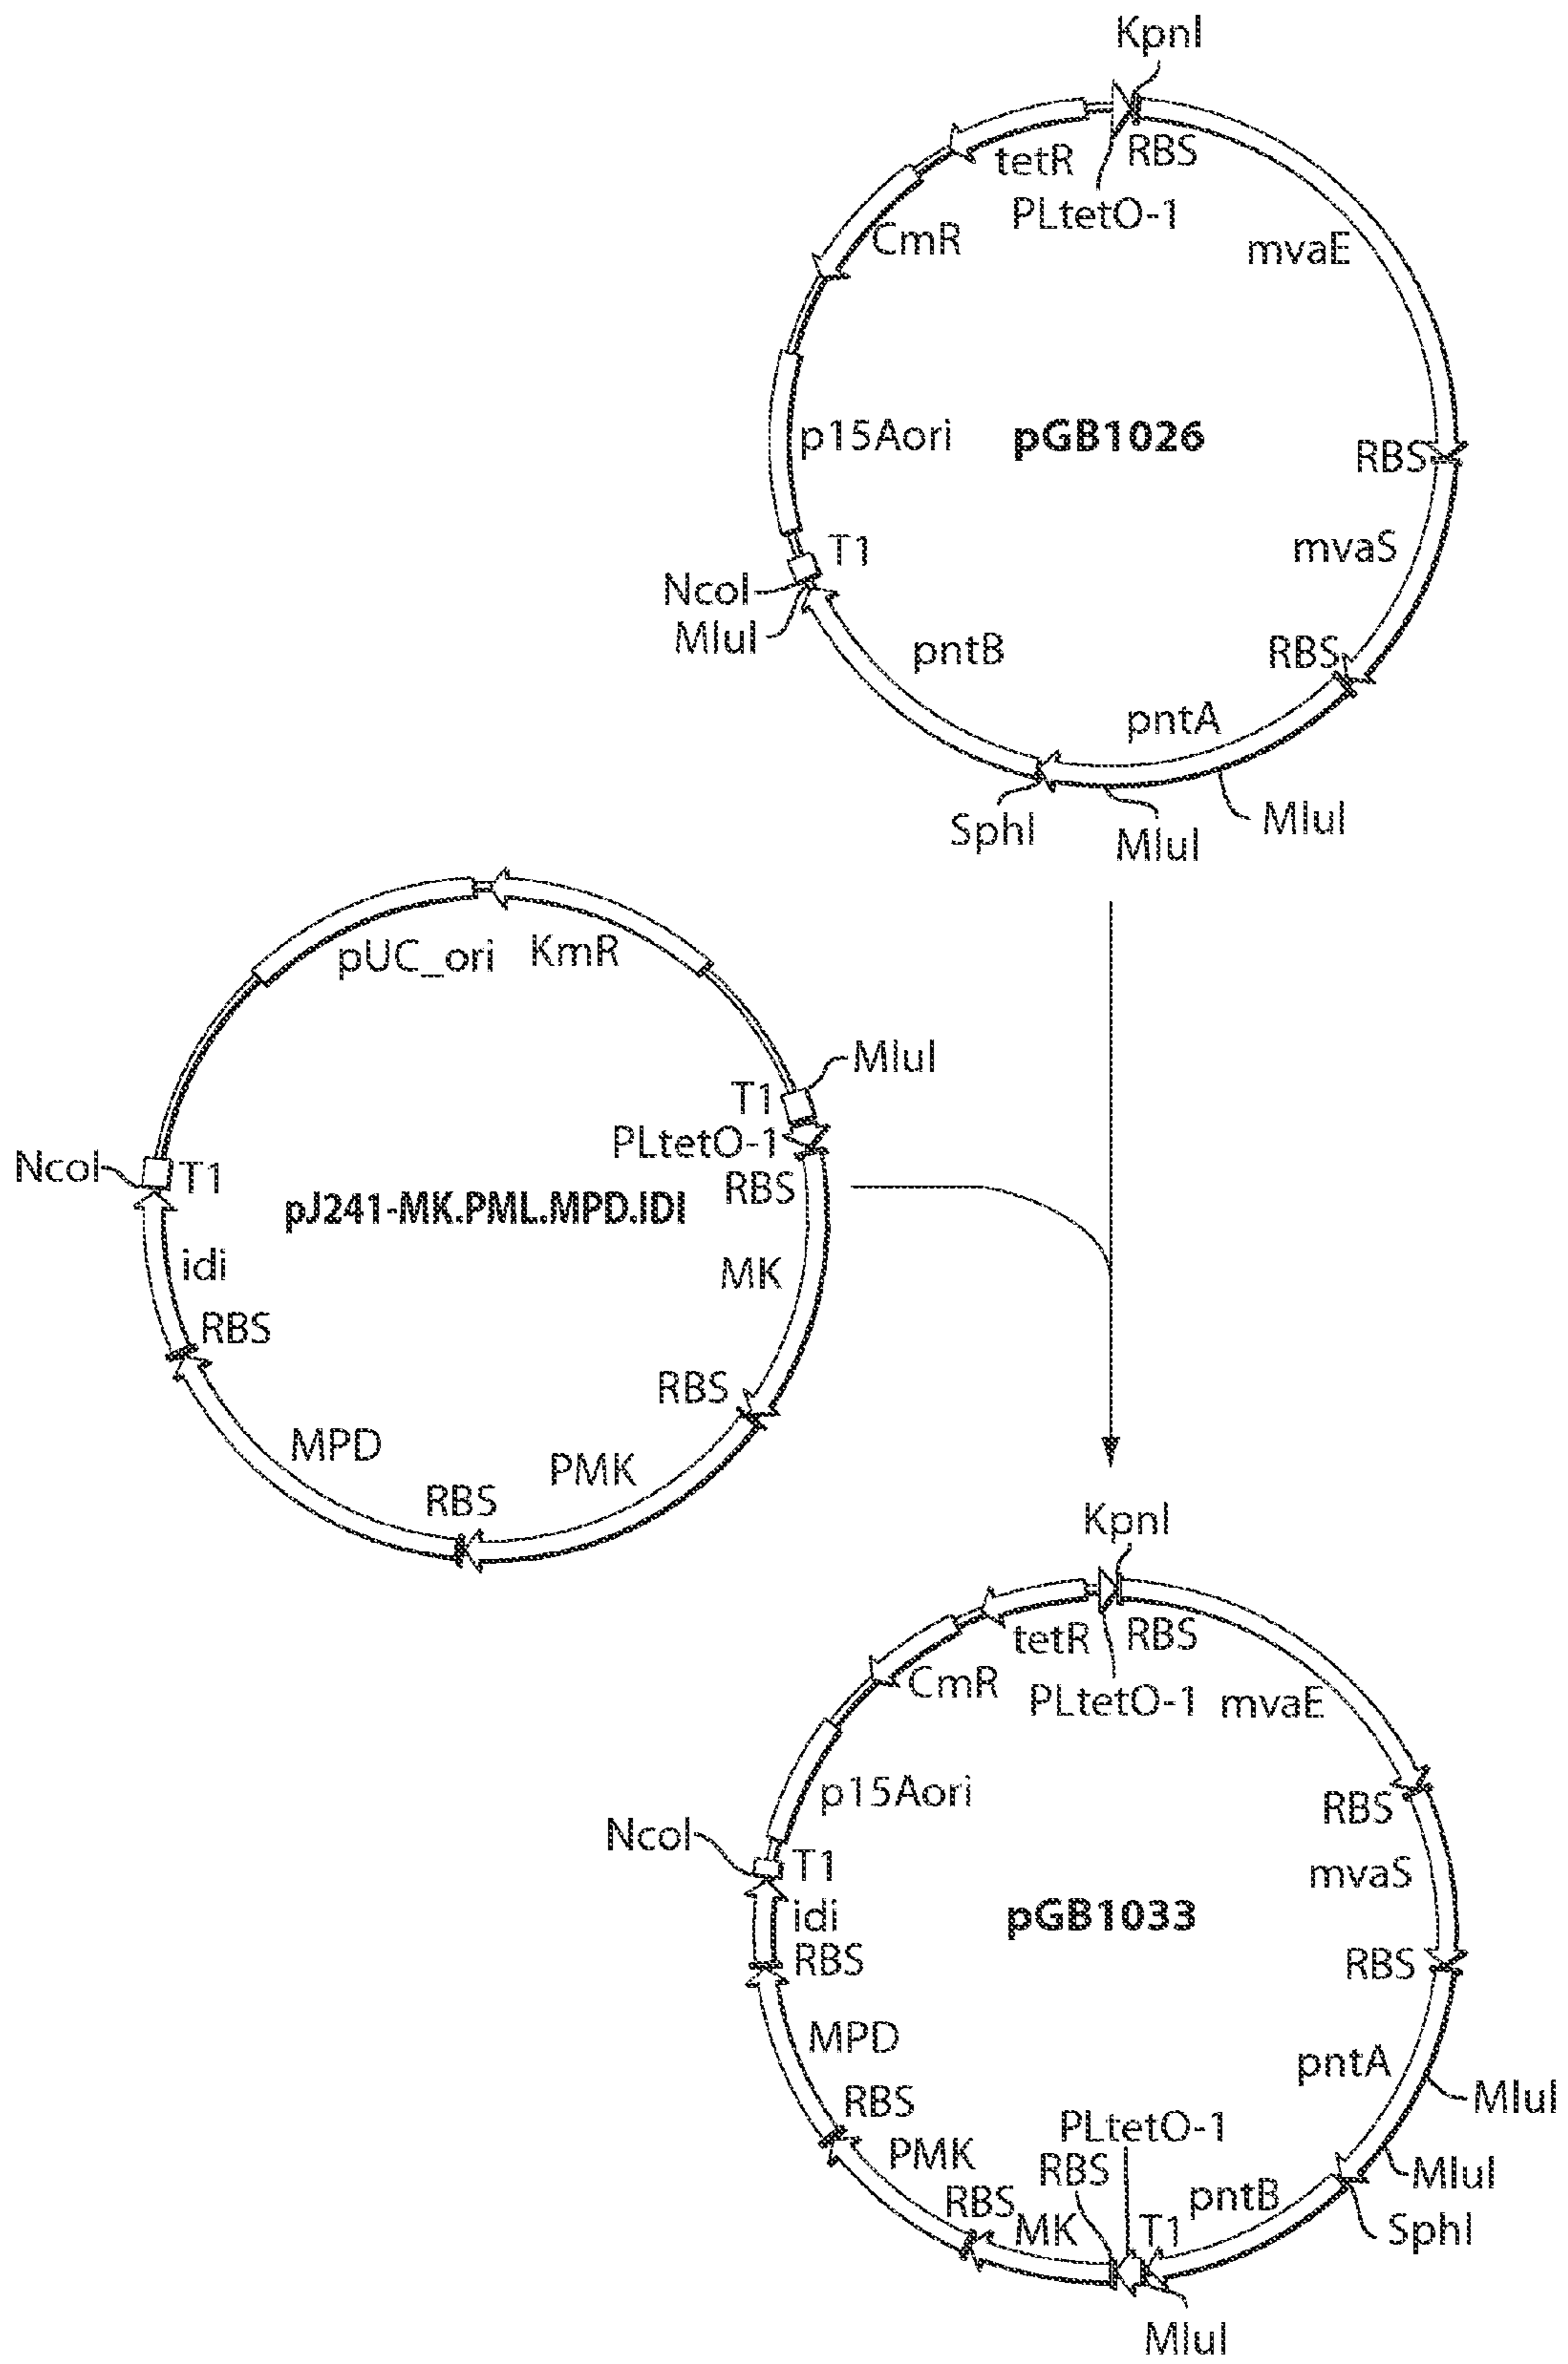 KpnI
RBS
tetR
PLtetO-1
CmR
mvaE
p15Aori
pGB1026
RBS
mvaS
T1
NcoI
MluI
pntB
RBS
pntA
SphI
MluI
MluI
pUC_ori
KmR
MluI
T1
PLtetO-1
RBS
NcoI
T1
pJ241-MK.PML.MPD.IDI
idi
MK
RBS
RBS
MPD
PMK
RBS
KpnI
tetR
RBS
CmR
PLtetO-1
mvaE
p15Aori
RBS
NcoI
T1
mvaS
idi
pGB1033
RBS
RBS
MPD
pntA
MluI
RBS
PLtetO-1
PMK
RBS
MluI
pntB
RBS
MK
T1
SphI
MluI